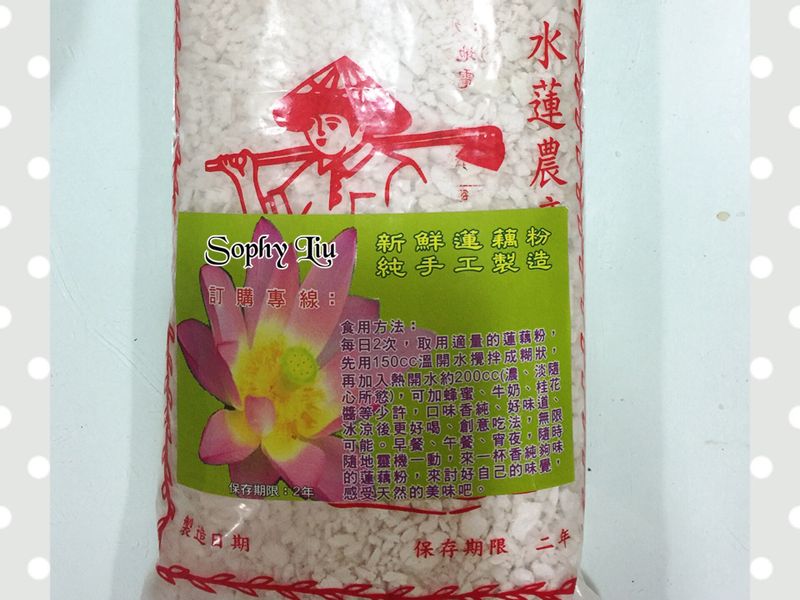 水蓮農
地電
Sophy Liu
新鮮蓮藕粉
純手工製造
訂購專線：
食用方法：
每日2次，取用適量的蓮藕粉，
先用150cc溫開水攪拌成糊狀，
再加入熱開水約200cc(濃、淡隨
心所慾)，可加蜂蜜、牛奶、桂花
醬等少許，口味香純、好味道、
冰涼後更好喝、創意吃法，無限
可能。早餐、午餐、宵夜，隨時
隨地靈機一動，來一杯香純夠味
的蓮藕粉，來討好自己的味覺，
感受天然的美味吧。
保存期限：2年
製造日期
保存期限 二年